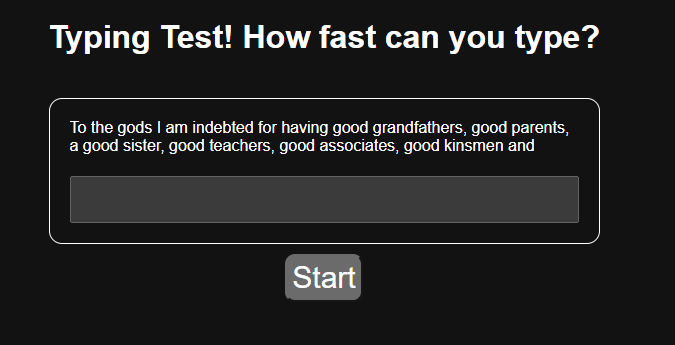 Typing Test! How fast can you type?
To the gods I am indebted for having good grandfathers, good parents,
a good sister, good teachers, good associates, good kinsmen and
Start